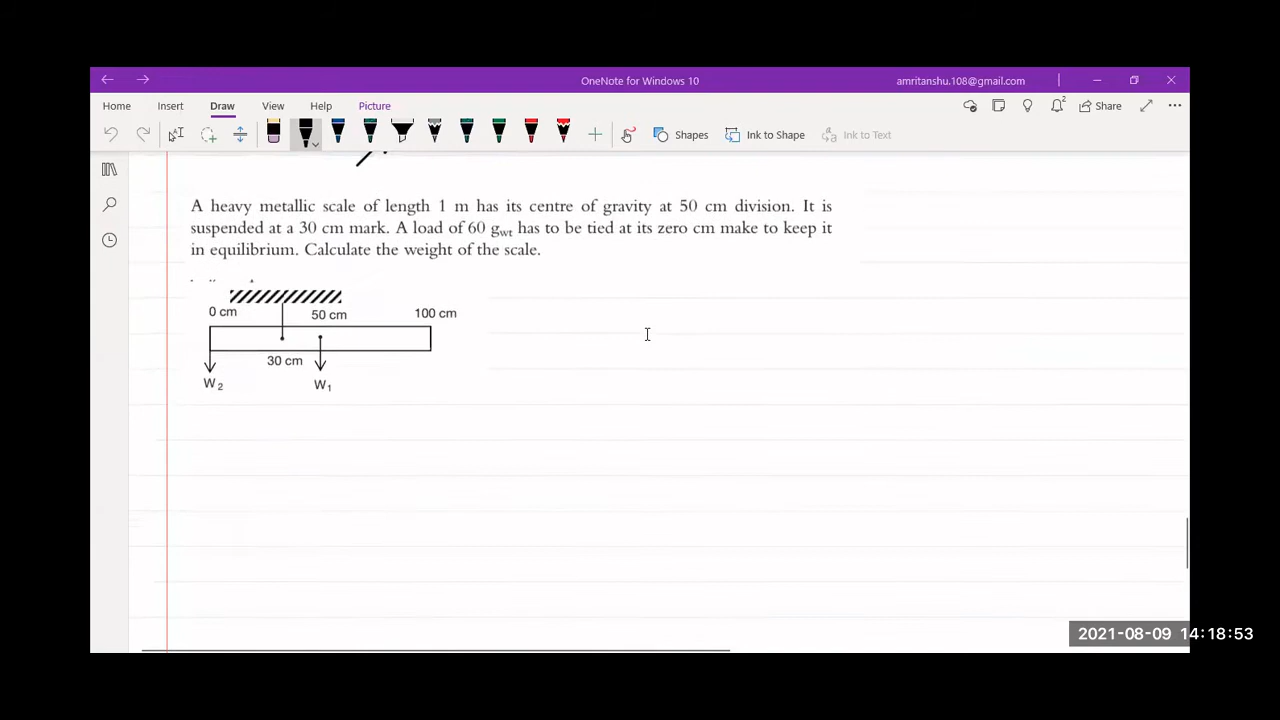 OneNote for Windows 10
amritanshu.108@gmail.com
Home Insert Draw View Help Picture
2 Share
Shapes Ink to Shape Ink to Text
A heavy metallic scale of length 1 m has its centre of gravity at 50 cm division. It is
suspended at a 30 cm mark. A load of 60 gwt has to be tied at its zero cm make to keep it
in equilibrium. Calculate the weight of the scale.
0 cm 50 cm 100 cm
30 cm
W2 W1
2021-08-09 14:18:53